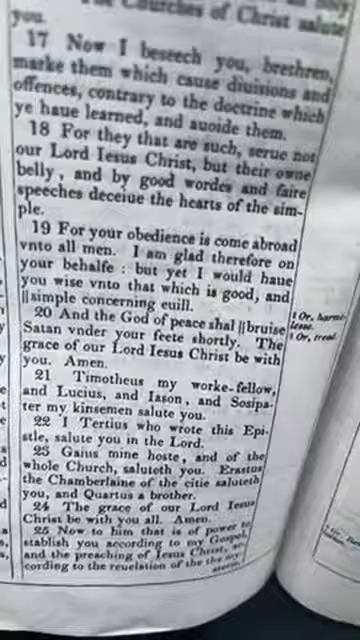 Churches of Christ salute
you.
17 Now I beseech you, brethren,
marke them which cause diuisions and
offences, contrary to the doctrine which
ye haue learned, and auoide them.
18 For they that are such, serue not
our Lord Iesus Christ, but their owne
belly, and by good wordes and faire
speeches deceiue the hearts of the sim-
ple.
19 For your obedience is come abroad
vnto all men. I am glad therefore on
your behalfe : but yet I would haue
you wise vnto that which is good, and
||simple concerning euill.
20 And the God of peace shal ||bruise
Satan vnder your feete shortly. The
grace of our Lord Iesus Christ be with
you. Amen.
21 Timotheus my worke-fellow,
and Lucius, and Iason, and Sosipa-
ter my kinsemen salute you.
22 I Tertius who wrote this Epi-
stle, salute you in the Lord.
23 Gaius mine hoste, and of the
whole Church, saluteth you. Erastus
the Chamberlaine of the citie saluteth
you, and Quartus a brother.
24 The grace of our Lord Iesus
Christ be with you all. Amen.
25 Now to him that is of power to
stablish you according to my Gospel,
and the preaching of Iesus Christ,
cording to the reuelation of the
Or, harme-
lesse.
Or, tread.